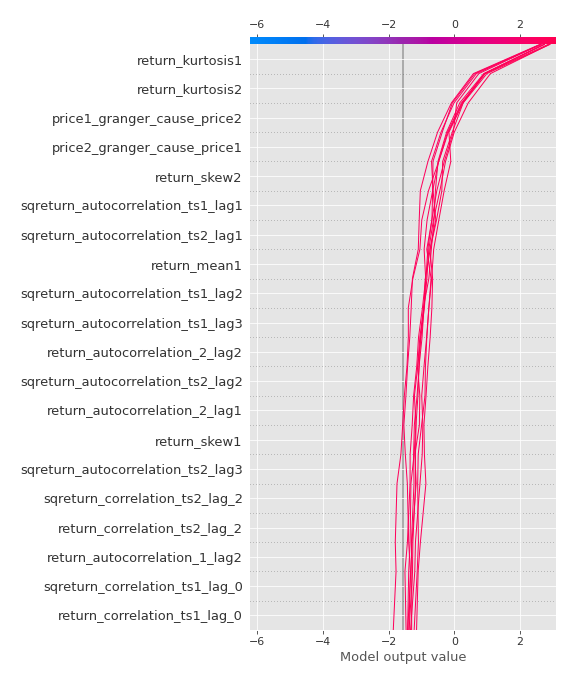 −6 −4 −2 0 2
return_kurtosis1
return_kurtosis2
price1_granger_cause_price2
price2_granger_cause_price1
return_skew2
sqreturn_autocorrelation_ts1_lag1
sqreturn_autocorrelation_ts2_lag1
return_mean1
sqreturn_autocorrelation_ts1_lag2
sqreturn_autocorrelation_ts1_lag3
return_autocorrelation_2_lag2
sqreturn_autocorrelation_ts2_lag2
return_autocorrelation_2_lag1
return_skew1
sqreturn_autocorrelation_ts2_lag3
sqreturn_correlation_ts2_lag_2
return_correlation_ts2_lag_2
return_autocorrelation_1_lag2
sqreturn_correlation_ts1_lag_0
return_correlation_ts1_lag_0
−6 −4 −2 0 2
Model output value